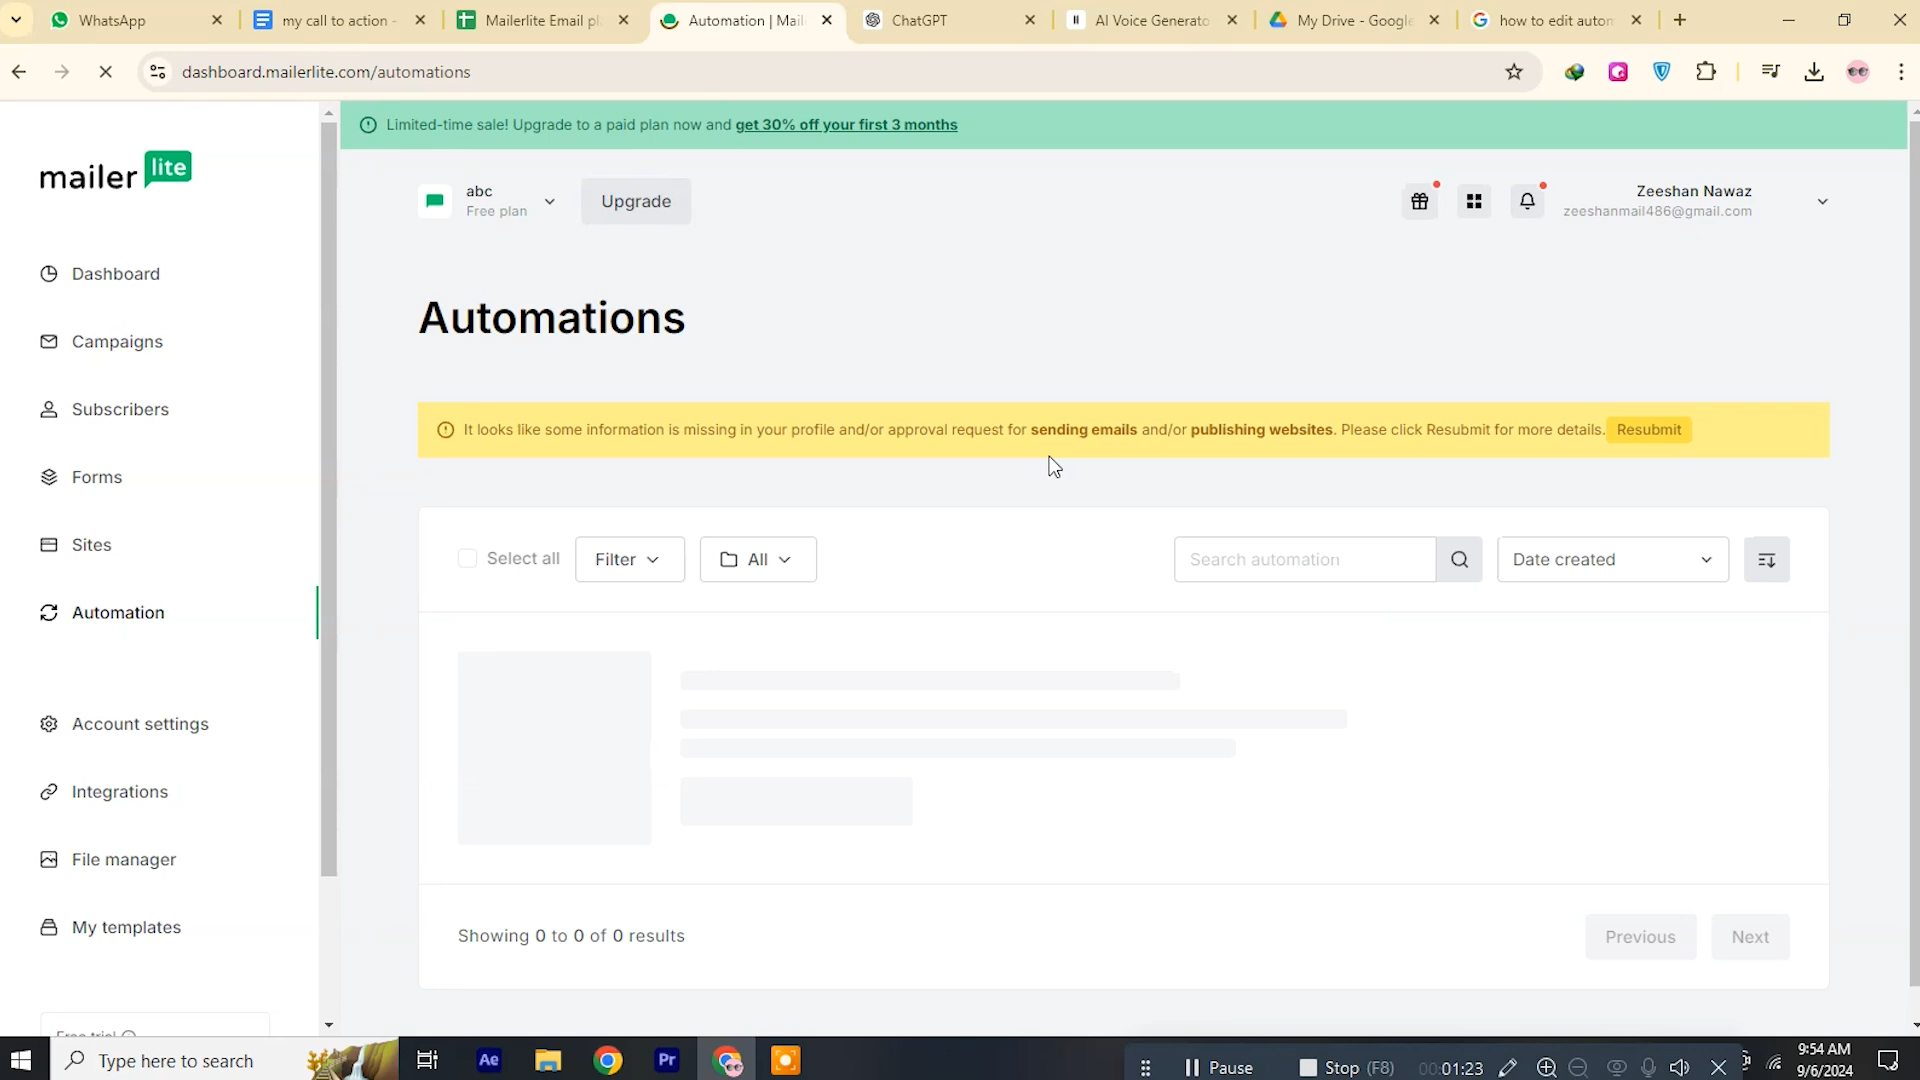 WhatsApp
my call to action -
Mailerlite Email pl
Automation | Mail
ChatGPT
AI Voice Generato
My Drive - Google
how to edit autom
dashboard.mailerlite.com/automations
Limited-time sale! Upgrade to a paid plan now and get 30% off your first 3 months
mailer lite
abc
Free plan
Upgrade
Zeeshan Nawaz
zeeshanmail486@gmail.com
Dashboard
Campaigns
Subscribers
Forms
Sites
Automation
Account settings
Integrations
File manager
My templates
Free trial
Automations
It looks like some information is missing in your profile and/or approval request for sending emails and/or publishing websites. Please click Resubmit for more details. Resubmit
Select all
Filter
All
Search automation
Date created
Showing 0 to 0 of 0 results
Previous
Next
Type here to search
Ae
Pr
Pause
Stop (F8)
00:01:23
9:54 AM
9/6/2024